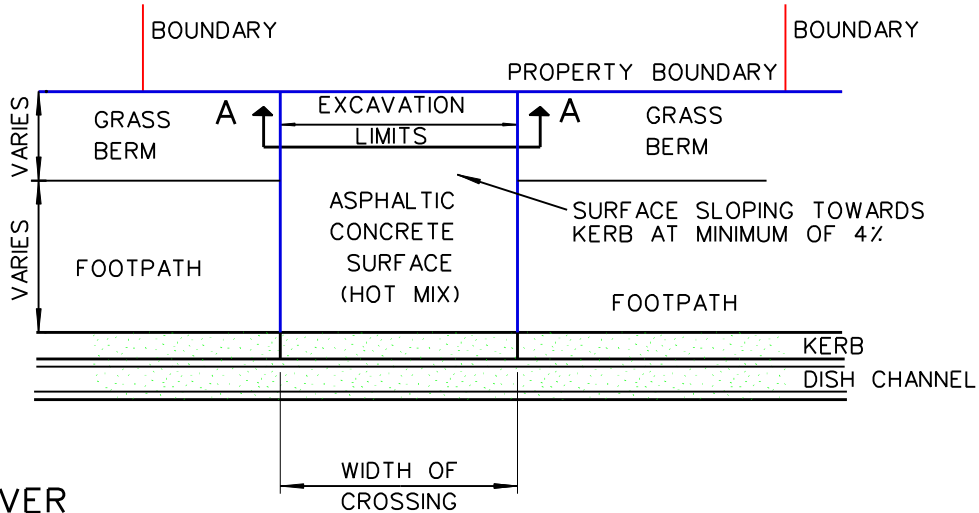 BOUNDARY
BOUNDARY
PROPERTY BOUNDARY
VARIES
GRASS
BERM
A
EXCAVATION
LIMITS
A
GRASS
BERM
VARIES
FOOTPATH
ASPHALTIC
CONCRETE
SURFACE
(HOT MIX)
SURFACE SLOPING TOWARDS
KERB AT MINIMUM OF 4%
FOOTPATH
KERB
DISH CHANNEL
WIDTH OF
CROSSING